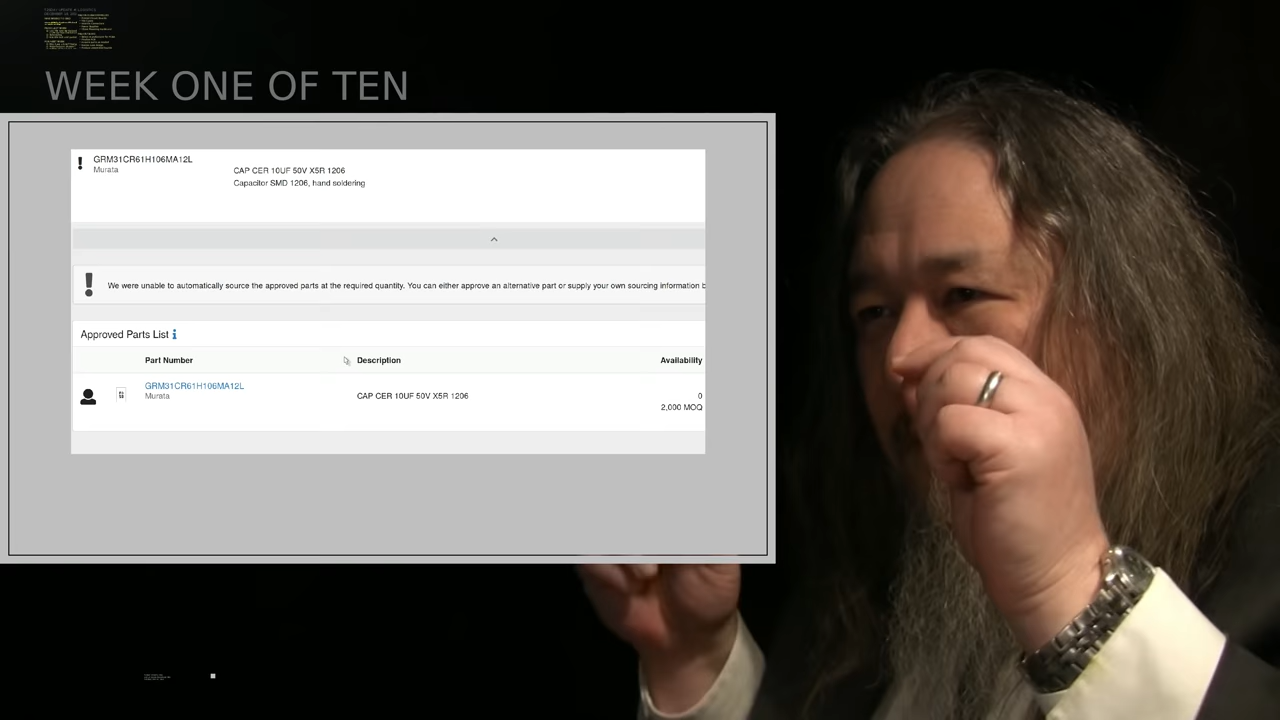 WEEK ONE OF TEN
GRM31CR61H106MA12L
Murata
CAP CER 10UF 50V X5R 1206
Capacitor SMD 1206, hand soldering
We were unable to automatically source the approved parts at the required quantity. You can either approve an alternative part or supply your own sourcing information b
Approved Parts List
Part Number Description Availability
GRM31CR61H106MA12L
Murata
CAP CER 10UF 50V X5R 1206
0
2,000 MOQ